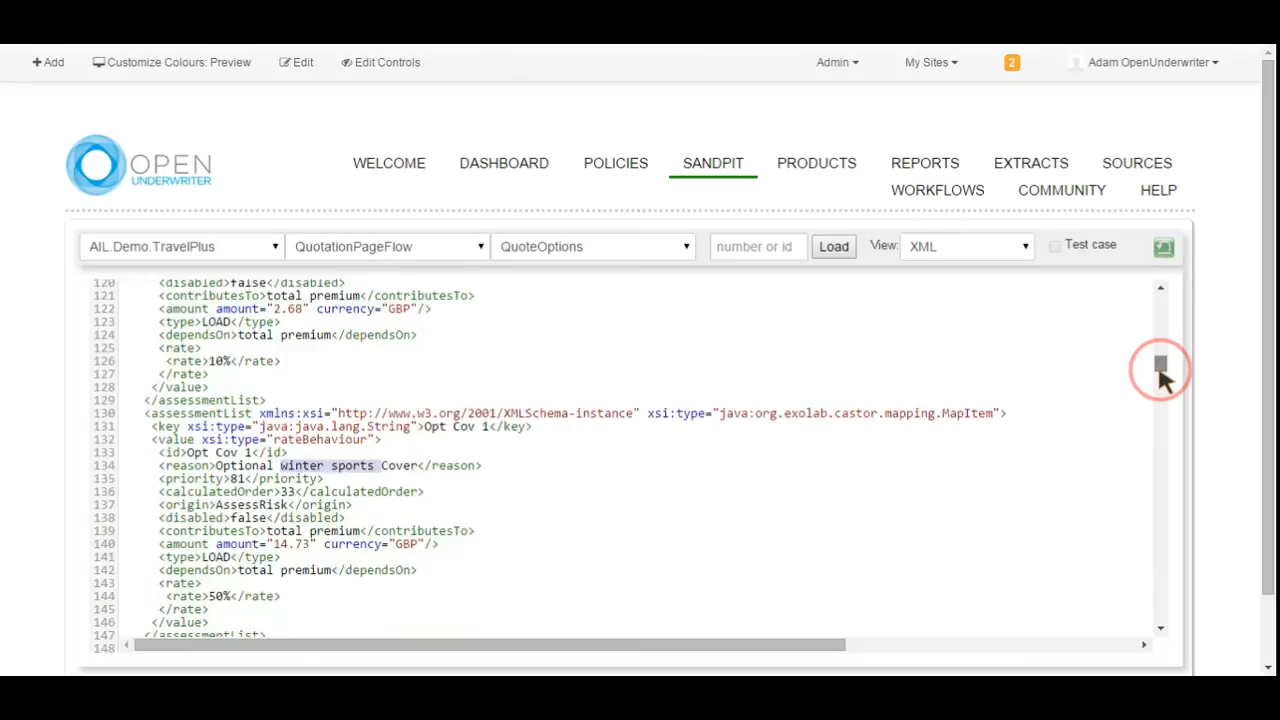 Add Customize Colours: Preview Edit Edit Controls Admin My Sites 2 Adam OpenUnderwriter
OPEN
UNDERWRITER
WELCOME DASHBOARD POLICIES SANDPIT PRODUCTS REPORTS EXTRACTS SOURCES
WORKFLOWS COMMUNITY HELP
AIL.Demo.TravelPlus QuotationPageFlow QuoteOptions number or id Load View: XML Test case
120 <disabled>false</disabled>
121 <contributesTo>total premium</contributesTo>
122 <amount amount="2.68" currency="GBP"/>
123 <type>LOAD</type>
124 <dependsOn>total premium</dependsOn>
125 <rate>
126 <rate>10%</rate>
127 </rate>
128 </value>
129 </assessmentList>
130 <assessmentList xmlns:xsi="http://www.w3.org/2001/XMLSchema-instance" xsi:type="java:org.exolab.castor.mapping.MapItem">
131 <key xsi:type="java:java.lang.String">Opt Cov 1</key>
132 <value xsi:type="rateBehaviour">
133 <id>Opt Cov 1</id>
134 <reason>Optional winter sports Cover</reason>
135 <priority>81</priority>
136 <calculatedOrder>33</calculatedOrder>
137 <origin>AssessRisk</origin>
138 <disabled>false</disabled>
139 <contributesTo>total premium</contributesTo>
140 <amount amount="14.73" currency="GBP"/>
141 <type>LOAD</type>
142 <dependsOn>total premium</dependsOn>
143 <rate>
144 <rate>50%</rate>
145 </rate>
146 </value>
147 </assessmentList>
148